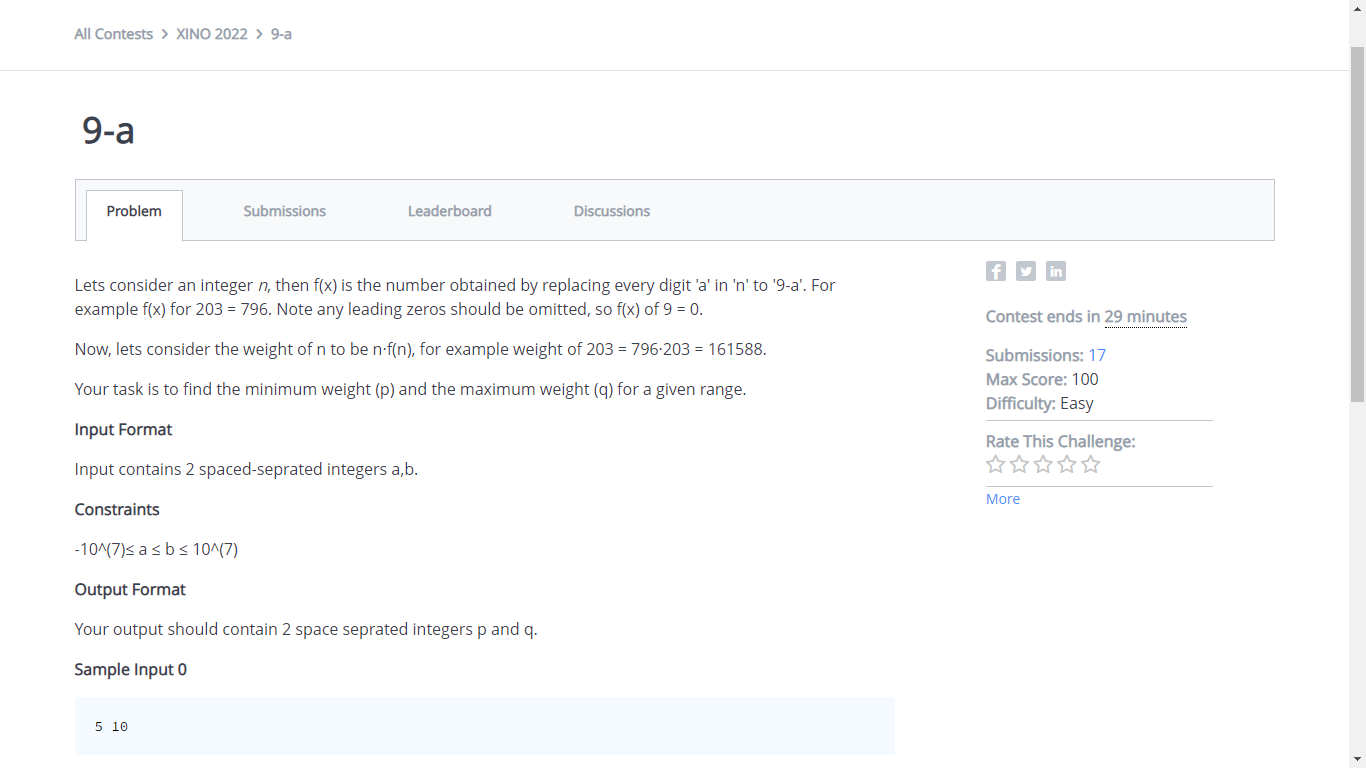 All Contests > XINO 2022 > 9-a
9-a
Problem
Submissions
Leaderboard
Discussions
Lets consider an integer n, then f(x) is the number obtained by replacing every digit 'a' in 'n' to '9-a'. For
example f(x) for 203 = 796. Note any leading zeros should be omitted, so f(x) of 9 = 0.
Now, lets consider the weight of n to be n·f(n), for example weight of 203 = 796·203 = 161588.
Your task is to find the minimum weight (p) and the maximum weight (q) for a given range.
Input Format
Input contains 2 spaced-seprated integers a,b.
Constraints
-10^(7)≤ a ≤ b ≤ 10^(7)
Output Format
Your output should contain 2 space seprated integers p and q.
Sample Input 0
5 10
f
in
Contest ends in 29 minutes
Submissions: 17
Max Score: 100
Difficulty: Easy
Rate This Challenge:
More